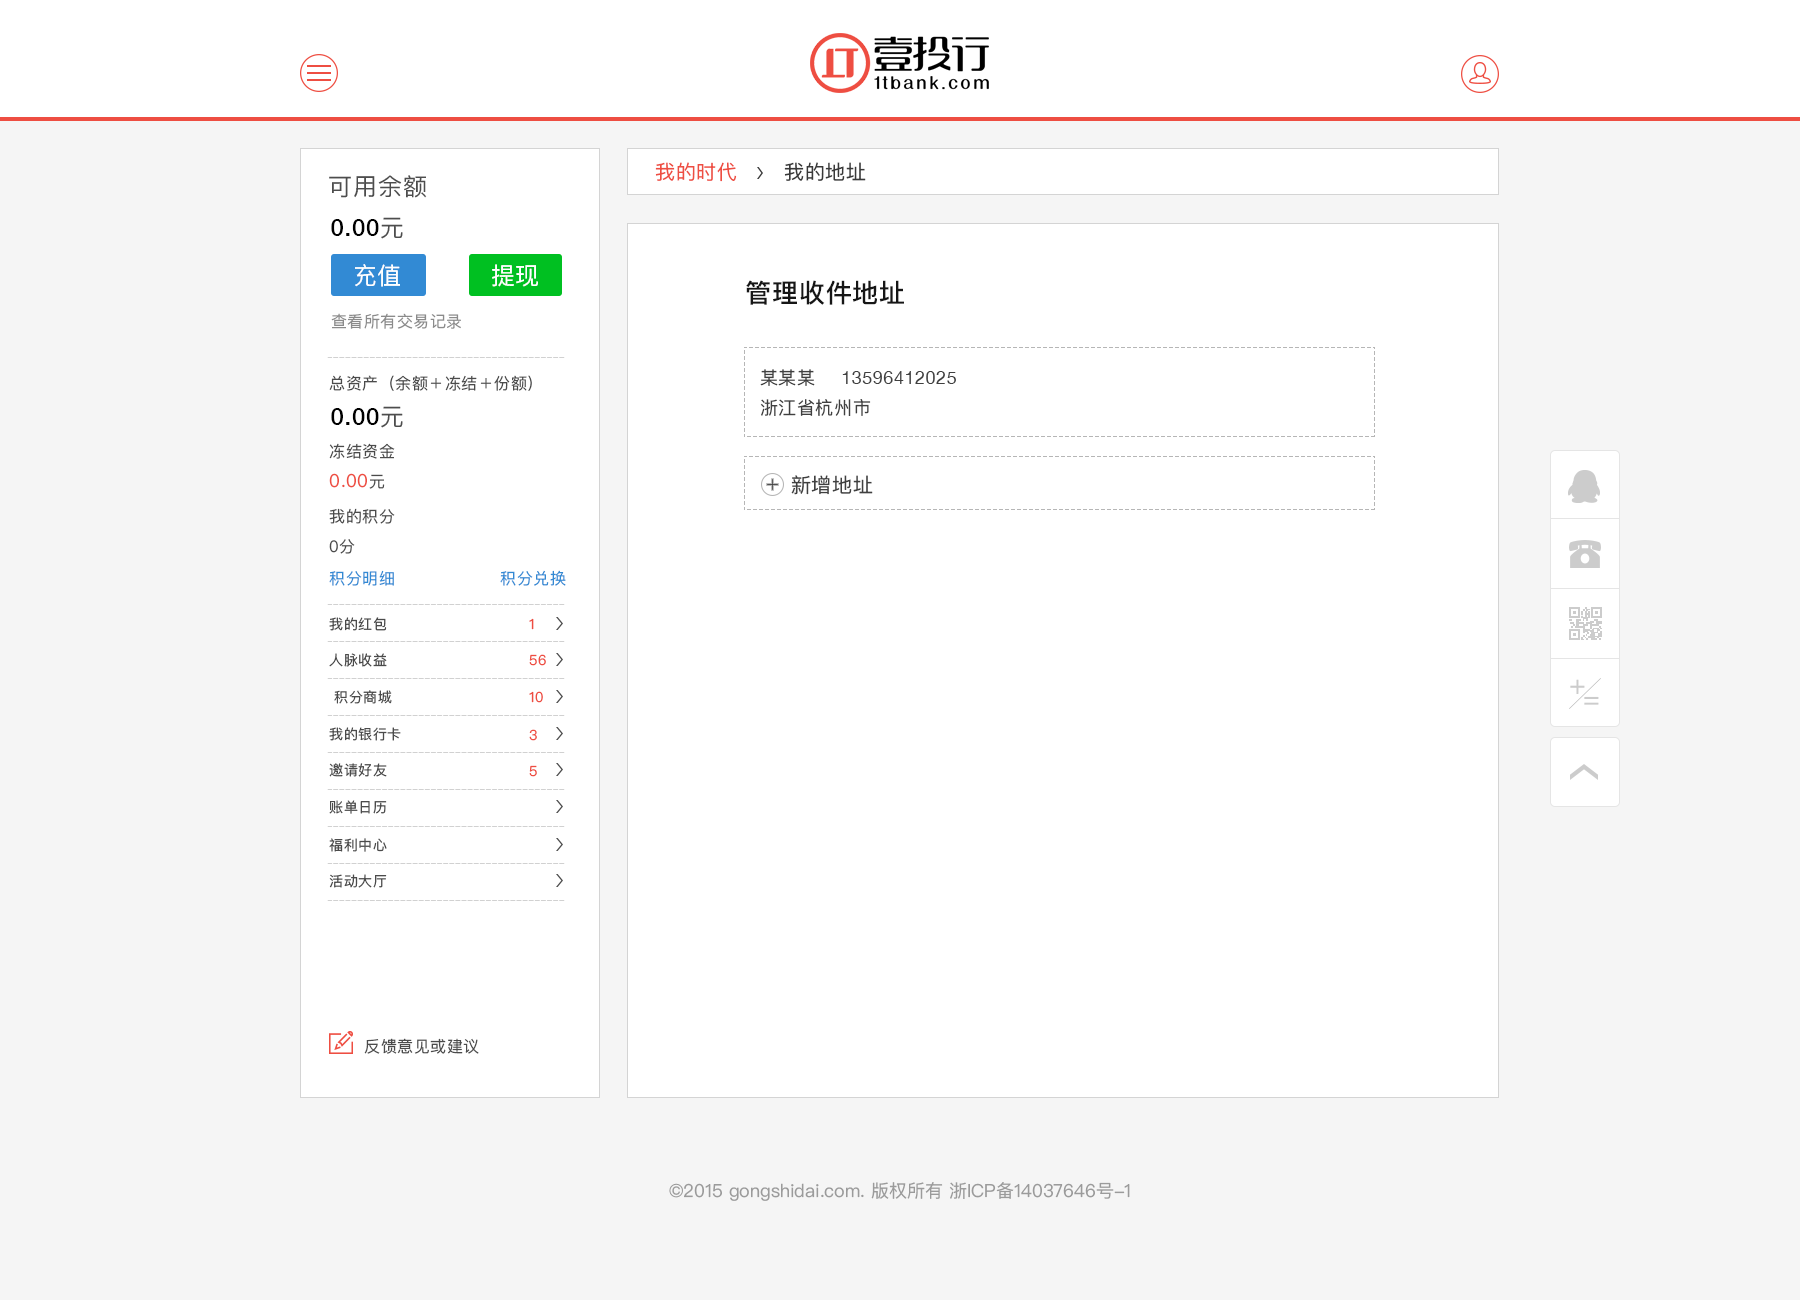 壹投行
1tbank.com
可用余额
0.00元
充值 提现
查看所有交易记录
总资产（余额+冻结+份额）
0.00元
冻结资金
0.00元
我的积分
0分
积分明细 积分兑换
我的红包 1
人脉收益 56
积分商城 10
我的银行卡 3
邀请好友 5
账单日历
福利中心
活动大厅
反馈意见或建议
我的时代 > 我的地址
管理收件地址
某某某 13596412025
浙江省杭州市
新增地址
©2015 gongshidai.com. 版权所有 浙ICP备14037646号-1